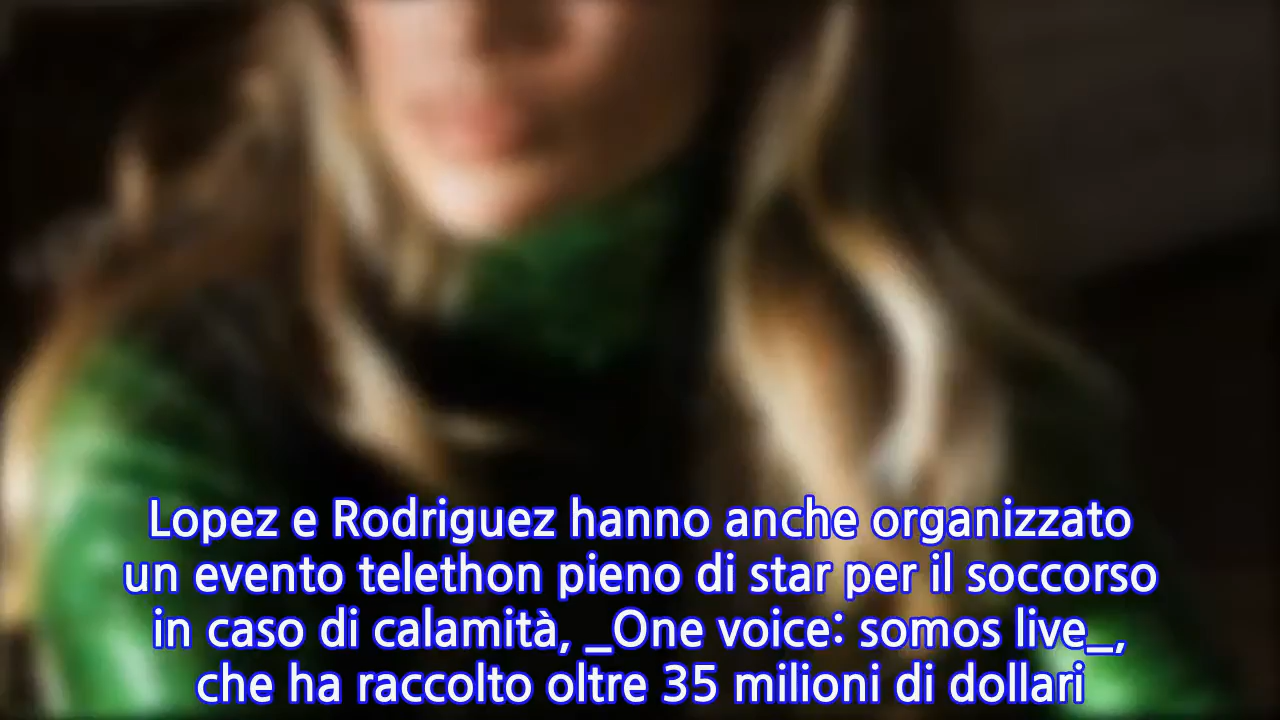 Lopez e Rodriguez hanno anche organizzato
un evento telethon pieno di star per il soccorso
in caso di calamità, _One voice: somos live_,
che ha raccolto oltre 35 milioni di dollari